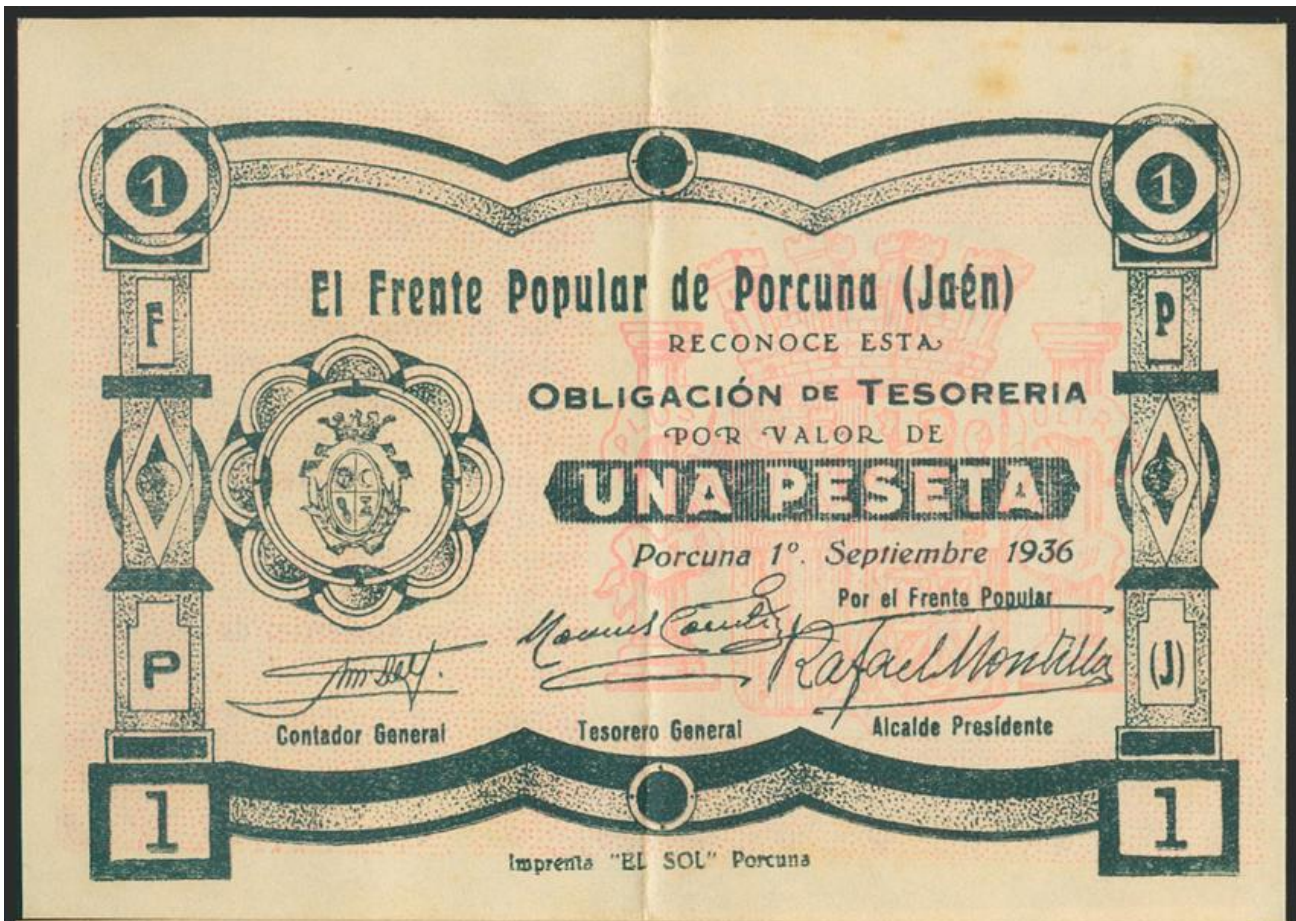 1 1
El Frente Popular de Porcuna (Jaén)
F P
RECONOCE ESTA
OBLIGACIÓN DE TESORERIA
POR VALOR DE
UNA PESETA
Porcuna 1º. Septiembre 1936
Por el Frente Popular
Rafael Montilla
P (J)
Contador General Tesorero General Alcalde Presidente
1 1
Imprenta "EL SOL" Porcuna